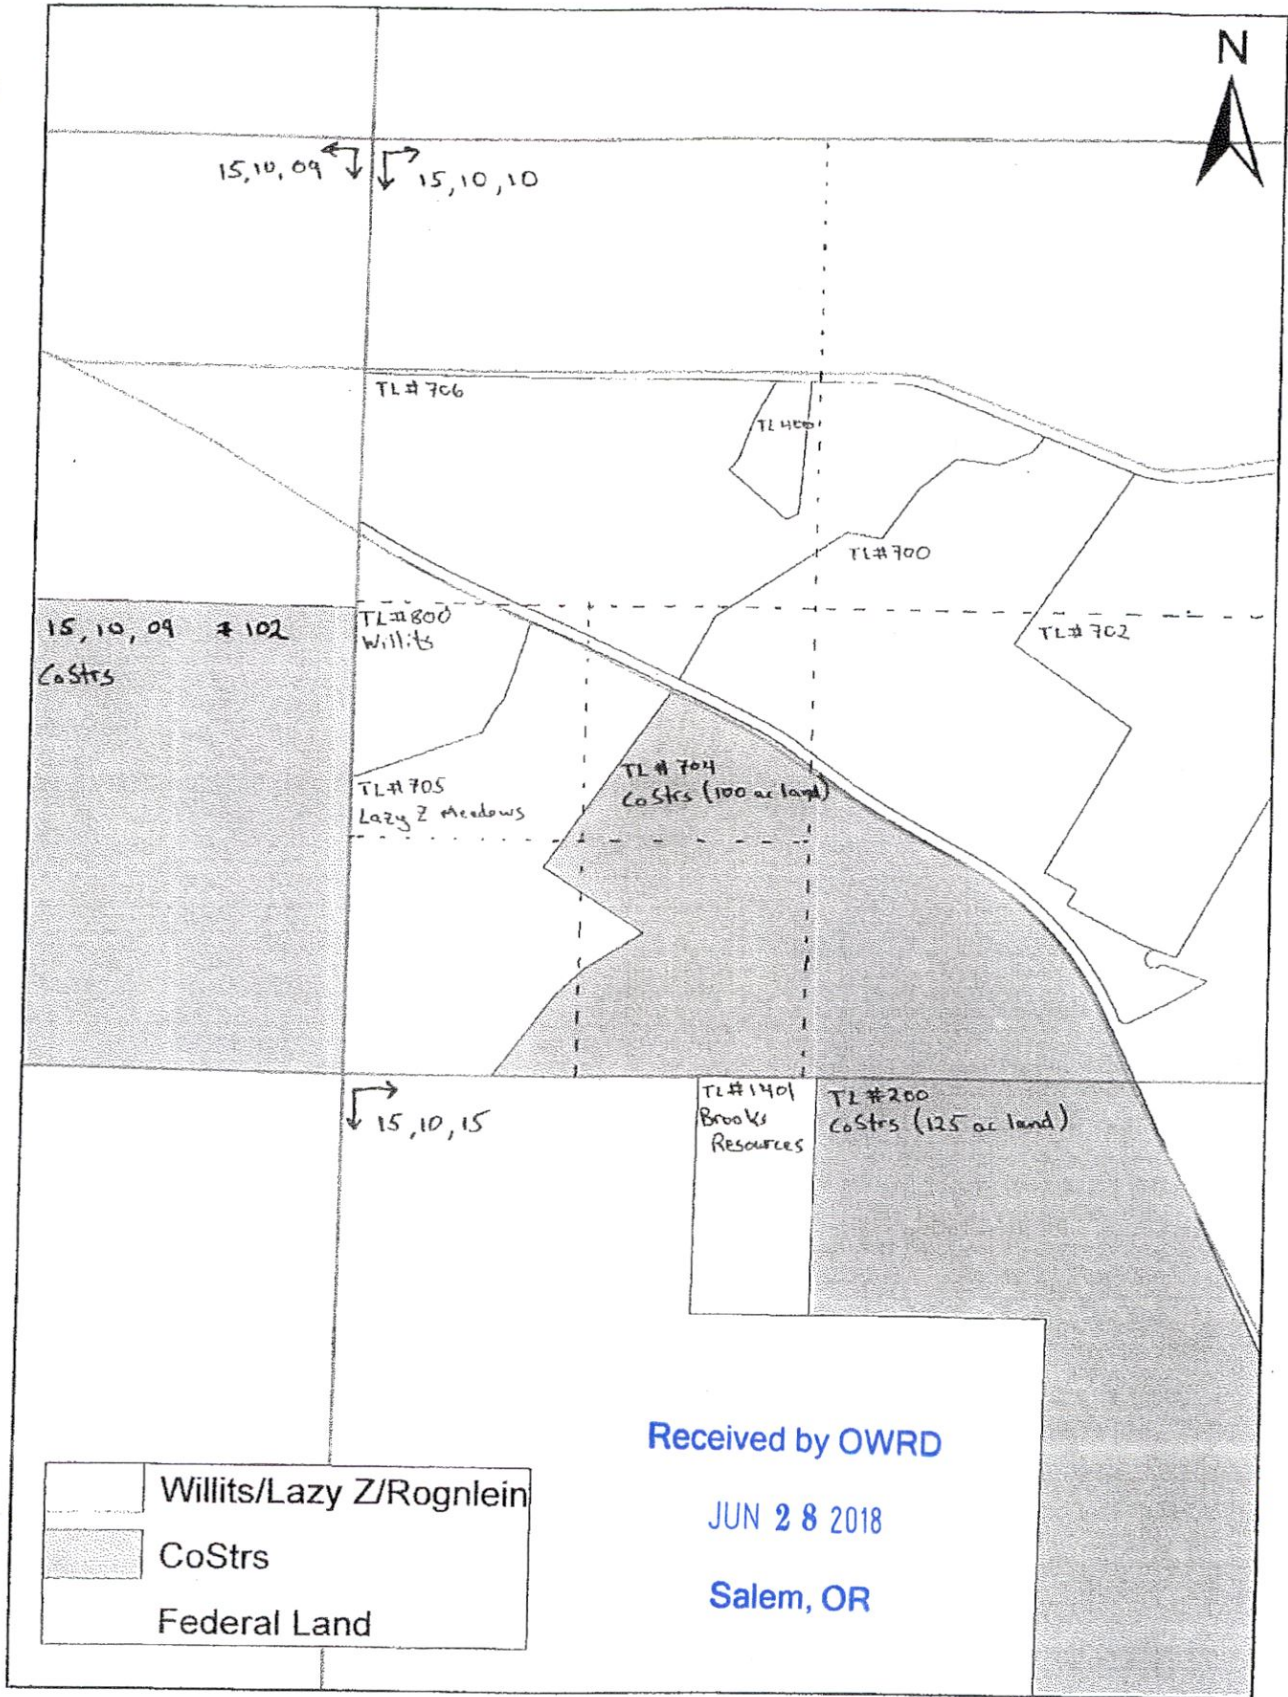 N
15,10,09
15,10,10
TL# 706
TL 400
TL#700
15,10,09 #102
CoStrs
TL#800
Willits
TL#702
TL#705
Lazy Z Meadows
TL# 704
CoStrs (100 ac land)
15,10,15
TL#1401
Brooks
Resources
TL#200
CoStrs (125 ac land)
Received by OWRD
JUN 28 2018
Salem, OR
Willits/Lazy Z/Rognlein
CoStrs
Federal Land